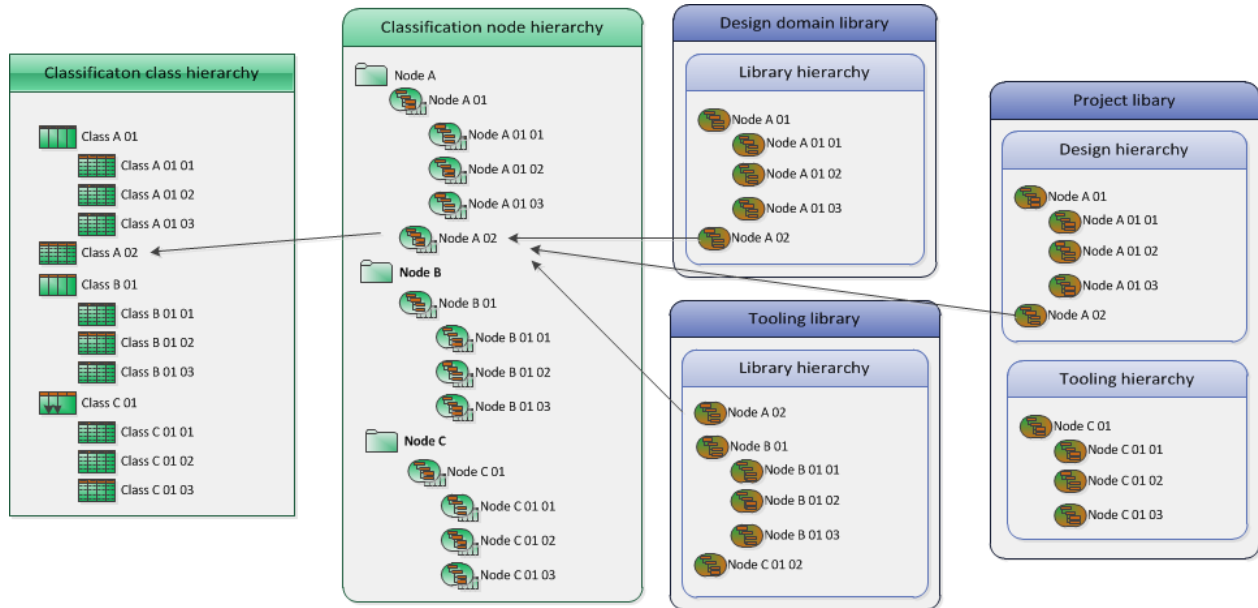 Classificaton class hierarchy
Class A 01
Class A 01 01
Class A 01 02
Class A 01 03
Class A 02
Class B 01
Class B 01 01
Class B 01 02
Class B 01 03
Class C 01
Class C 01 01
Class C 01 02
Class C 01 03
Classification node hierarchy
Node A
Node A 01
Node A 01 01
Node A 01 02
Node A 01 03
Node A 02
Node B
Node B 01
Node B 01 01
Node B 01 02
Node B 01 03
Node C
Node C 01
Node C 01 01
Node C 01 02
Node C 01 03
Design domain library
Library hierarchy
Node A 01
Node A 01 01
Node A 01 02
Node A 01 03
Node A 02
Tooling library
Library hierarchy
Node A 02
Node B 01
Node B 01 01
Node B 01 02
Node B 01 03
Node C 01 02
Project libary
Design hierarchy
Node A 01
Node A 01 01
Node A 01 02
Node A 01 03
Node A 02
Tooling hierarchy
Node C 01
Node C 01 01
Node C 01 02
Node C 01 03